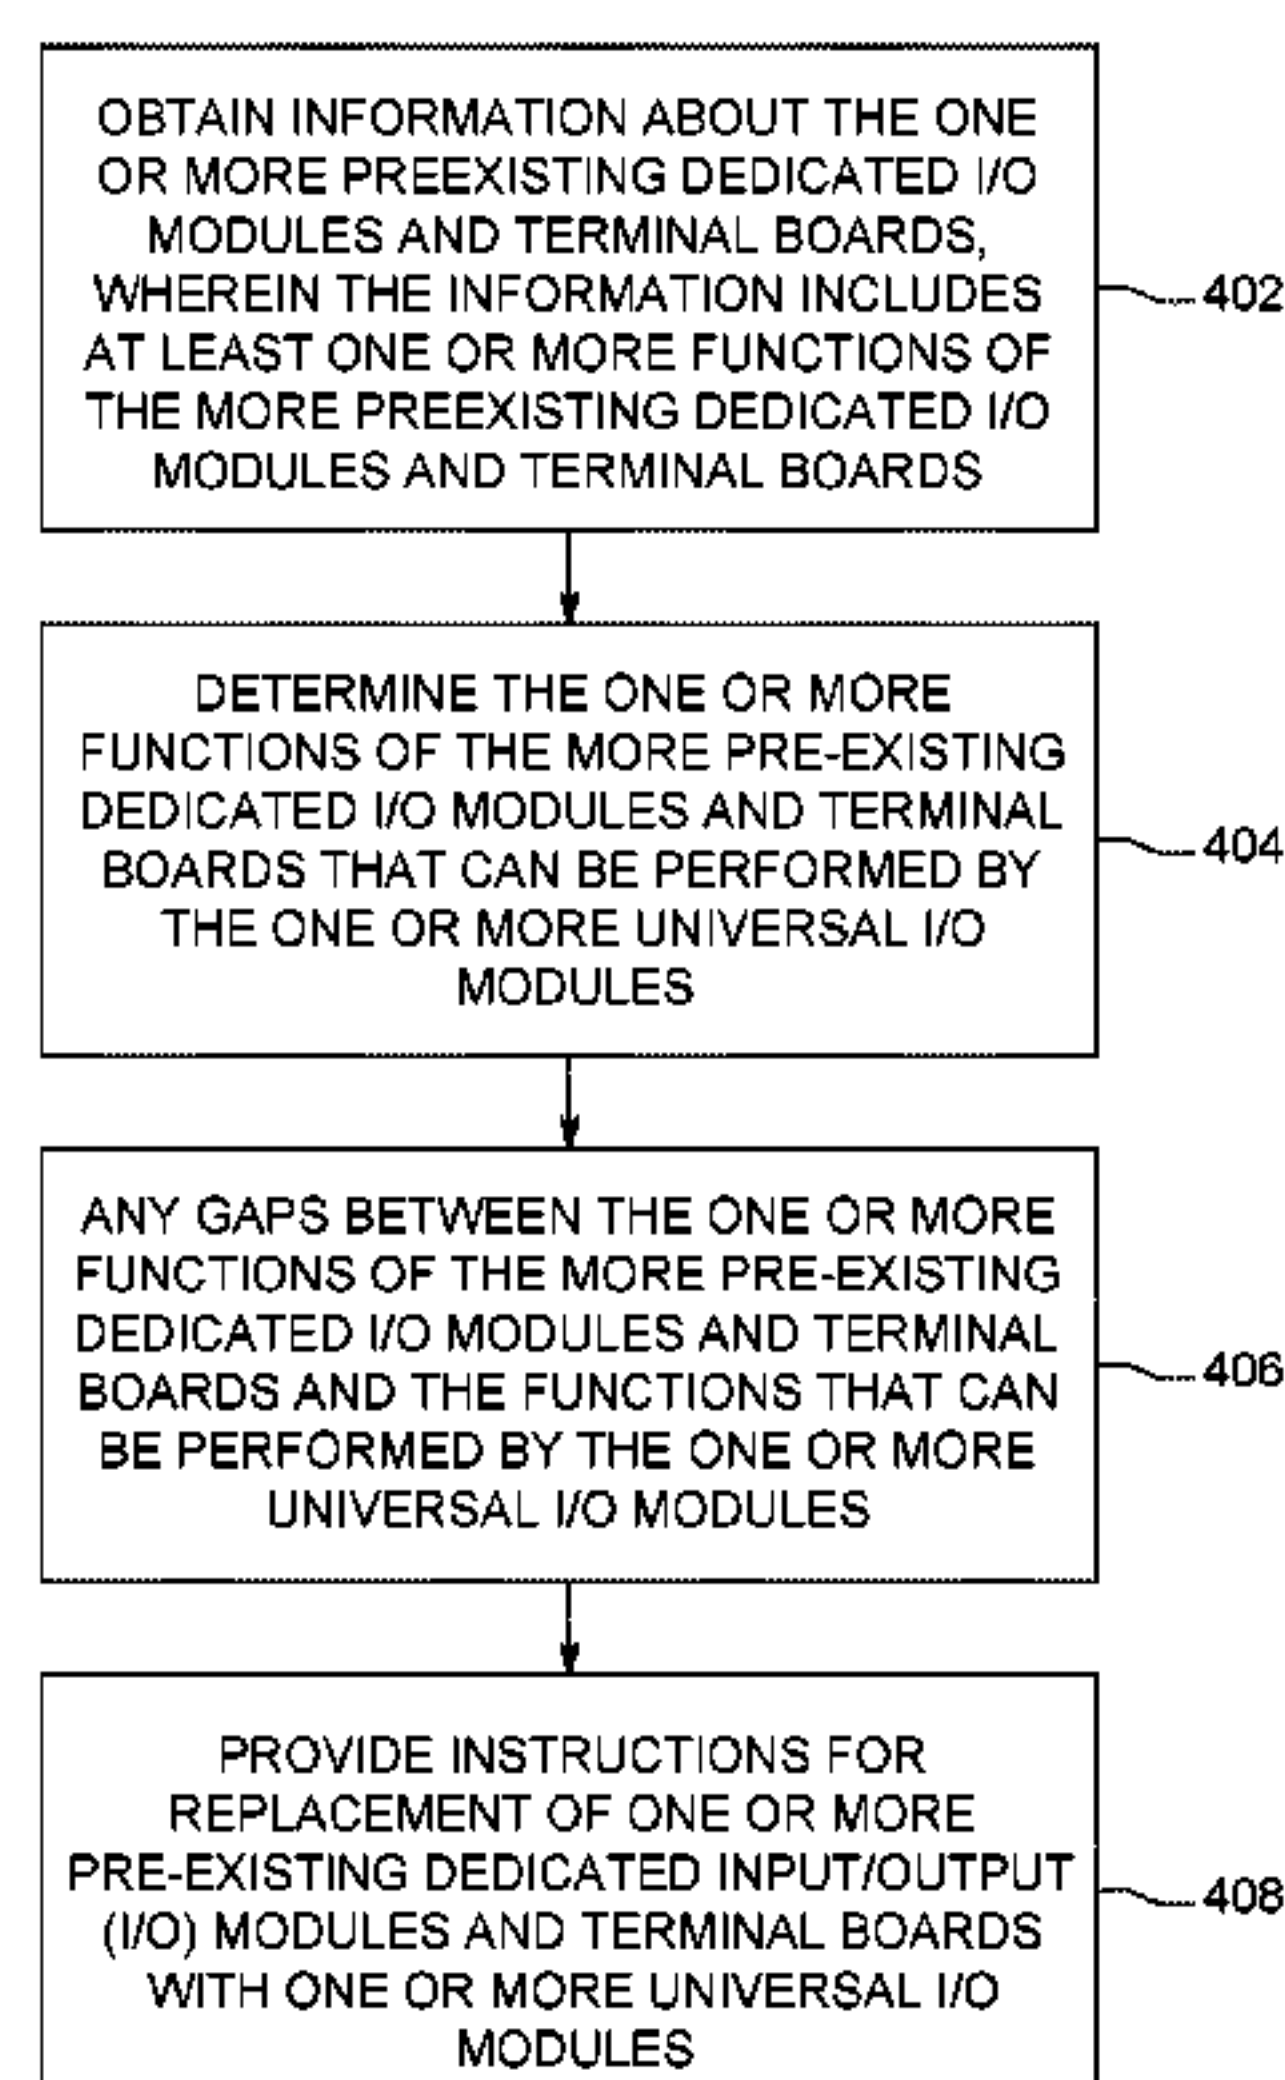 OBTAIN INFORMATION ABOUT THE ONE
OR MORE PREEXISTING DEDICATED I/O
MODULES AND TERMINAL BOARDS,
WHEREIN THE INFORMATION INCLUDES
AT LEAST ONE OR MORE FUNCTIONS OF
THE MORE PREEXISTING DEDICATED I/O
MODULES AND TERMINAL BOARDS
402
DETERMINE THE ONE OR MORE
FUNCTIONS OF THE MORE PRE-EXISTING
DEDICATED I/O MODULES AND TERMINAL
BOARDS THAT CAN BE PERFORMED BY
THE ONE OR MORE UNIVERSAL I/O
MODULES
404
ANY GAPS BETWEEN THE ONE OR MORE
FUNCTIONS OF THE MORE PRE-EXISTING
DEDICATED I/O MODULES AND TERMINAL
BOARDS AND THE FUNCTIONS THAT CAN
BE PERFORMED BY THE ONE OR MORE
UNIVERSAL I/O MODULES
406
PROVIDE INSTRUCTIONS FOR
REPLACEMENT OF ONE OR MORE
PRE-EXISTING DEDICATED INPUT/OUTPUT
(I/O) MODULES AND TERMINAL BOARDS
WITH ONE OR MORE UNIVERSAL I/O
MODULES
408